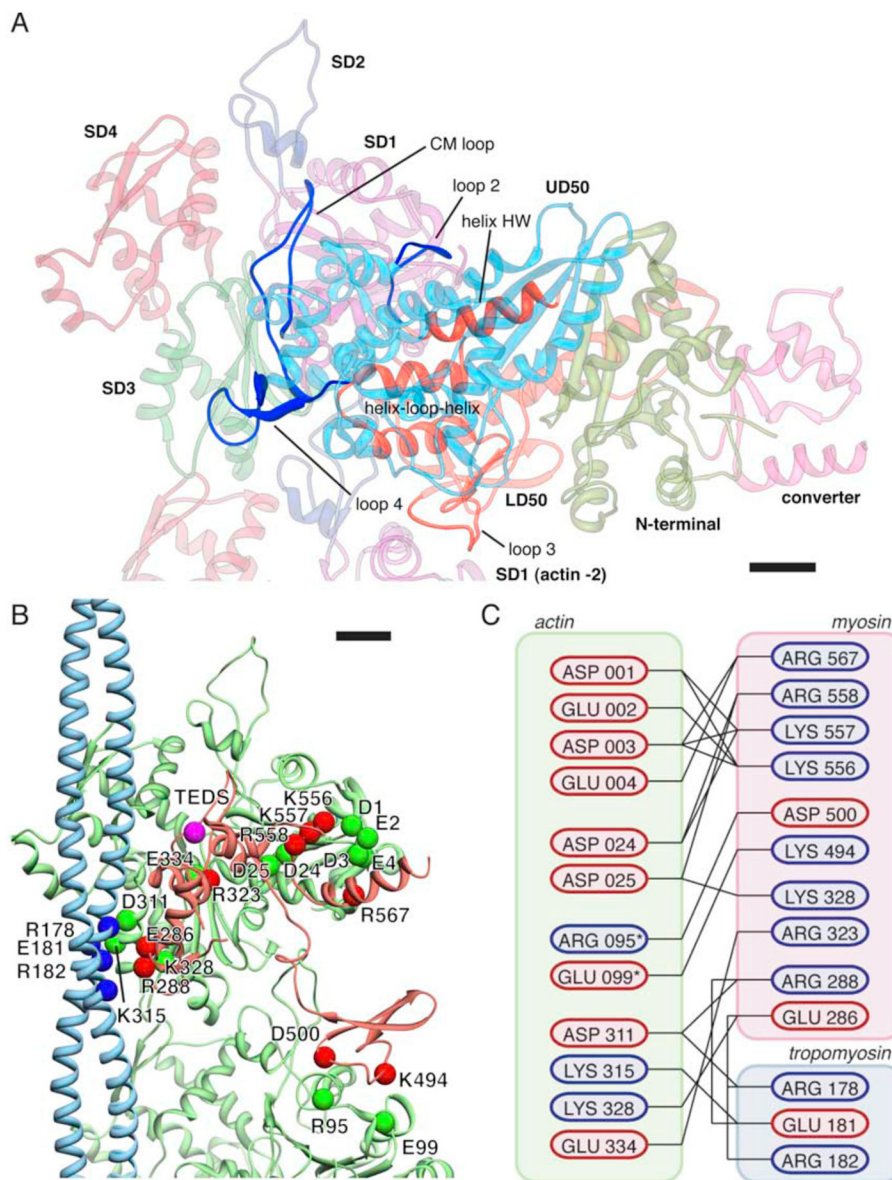 A
SD2
SD4
SD1
CM loop
loop 2
UD50
helix HW
SD3
helix-loop-helix
loop 4
LD50
converter
N-terminal
loop 3
SD1 (actin -2)
B
TEDS
K556
D1
K557
E2
R558
E334
D25
D24
D3
E4
D311
R323
R567
R178
E286
E181
K328
R182
R288
K315
D500
K494
R95
E99
C
actin
myosin
ASP 001
GLU 002
ASP 003
GLU 004
ASP 024
ASP 025
ARG 095*
GLU 099*
ASP 311
LYS 315
LYS 328
GLU 334
ARG 567
ARG 558
LYS 557
LYS 556
ASP 500
LYS 494
LYS 328
ARG 323
ARG 288
GLU 286
tropomyosin
ARG 178
GLU 181
ARG 182